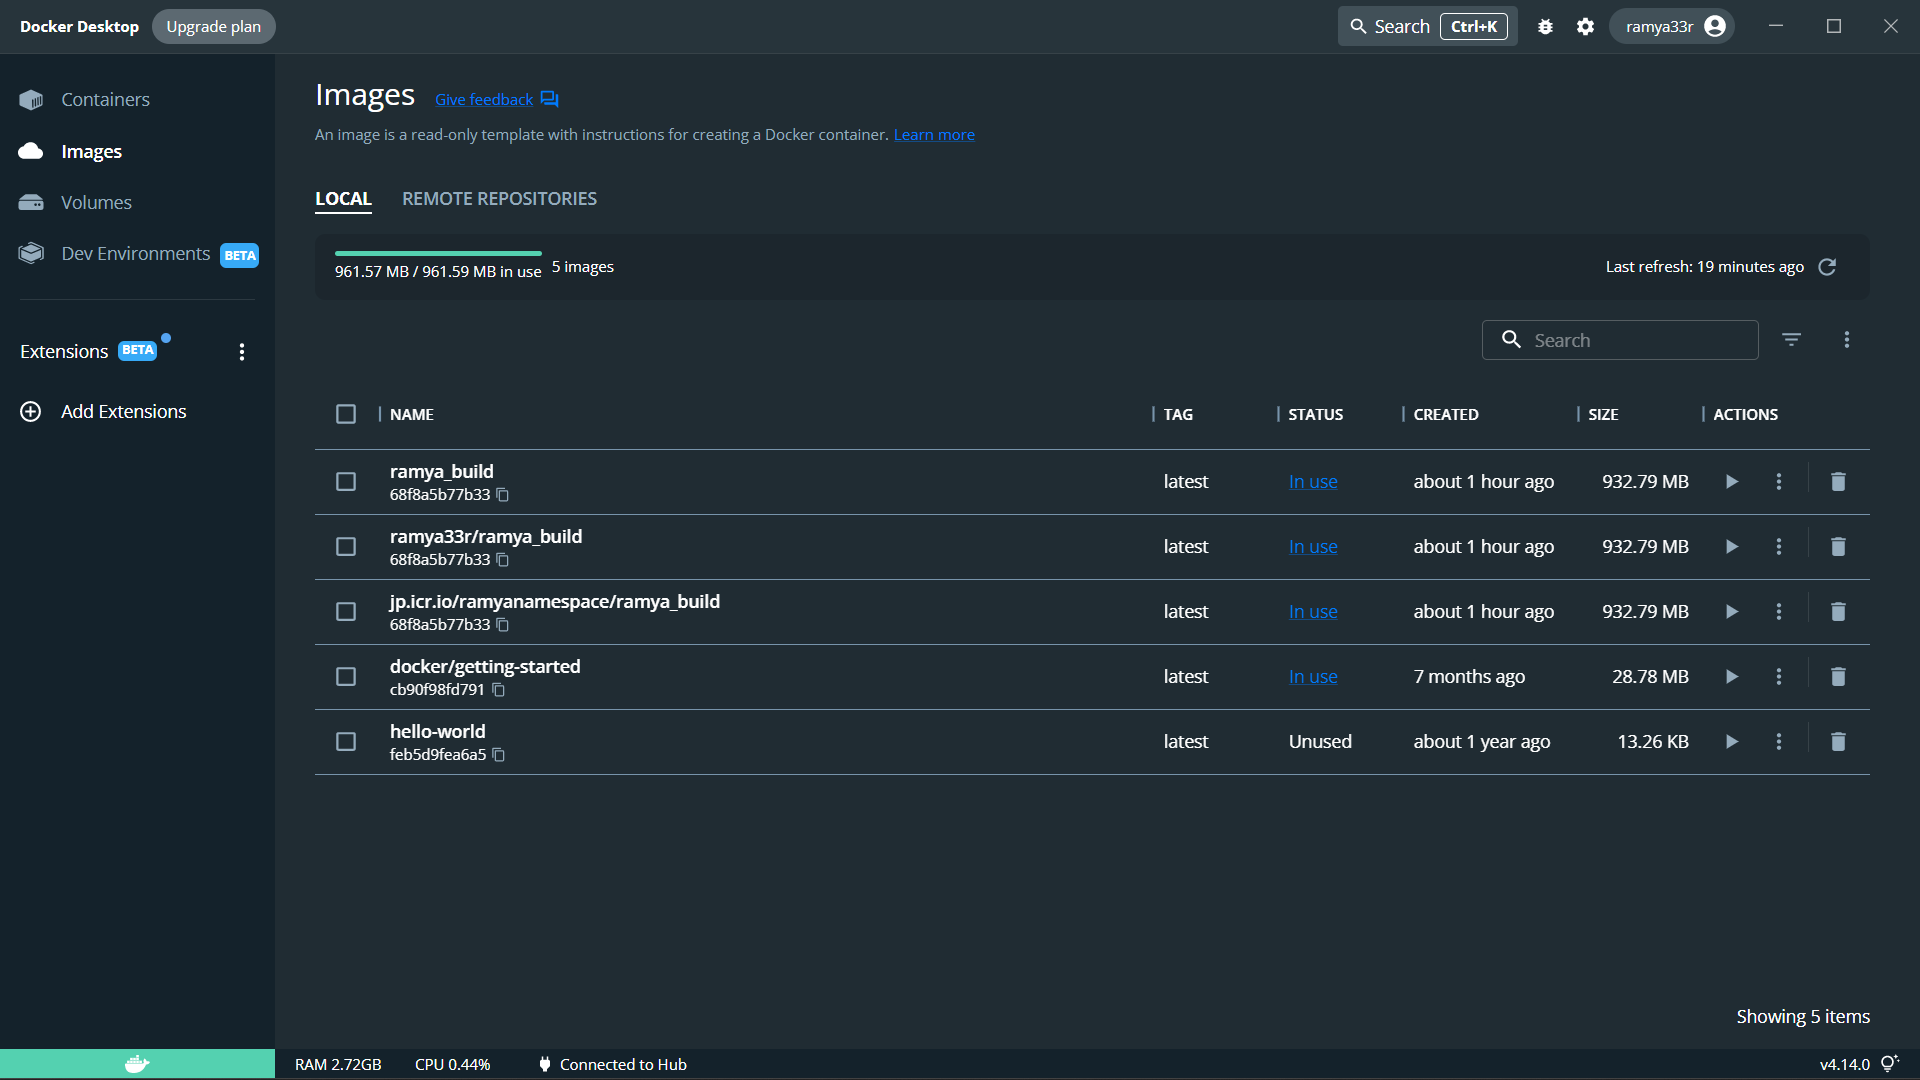 Docker Desktop Upgrade plan Search Ctrl+K ramya33r
Containers
Images
Volumes
Dev Environments BETA
Extensions BETA
Add Extensions
Images Give feedback
An image is a read-only template with instructions for creating a Docker container. Learn more
LOCAL REMOTE REPOSITORIES
961.57 MB / 961.59 MB in use 5 images Last refresh: 19 minutes ago
Search
NAME TAG STATUS CREATED SIZE ACTIONS
ramya_build
68f8a5b77b33
latest In use about 1 hour ago 932.79 MB
ramya33r/ramya_build
68f8a5b77b33
latest In use about 1 hour ago 932.79 MB
jp.icr.io/ramyanamespace/ramya_build
68f8a5b77b33
latest In use about 1 hour ago 932.79 MB
docker/getting-started
cb90f98fd791
latest In use 7 months ago 28.78 MB
hello-world
feb5d9fea6a5
latest Unused about 1 year ago 13.26 KB
Showing 5 items
RAM 2.72GB CPU 0.44% Connected to Hub v4.14.0